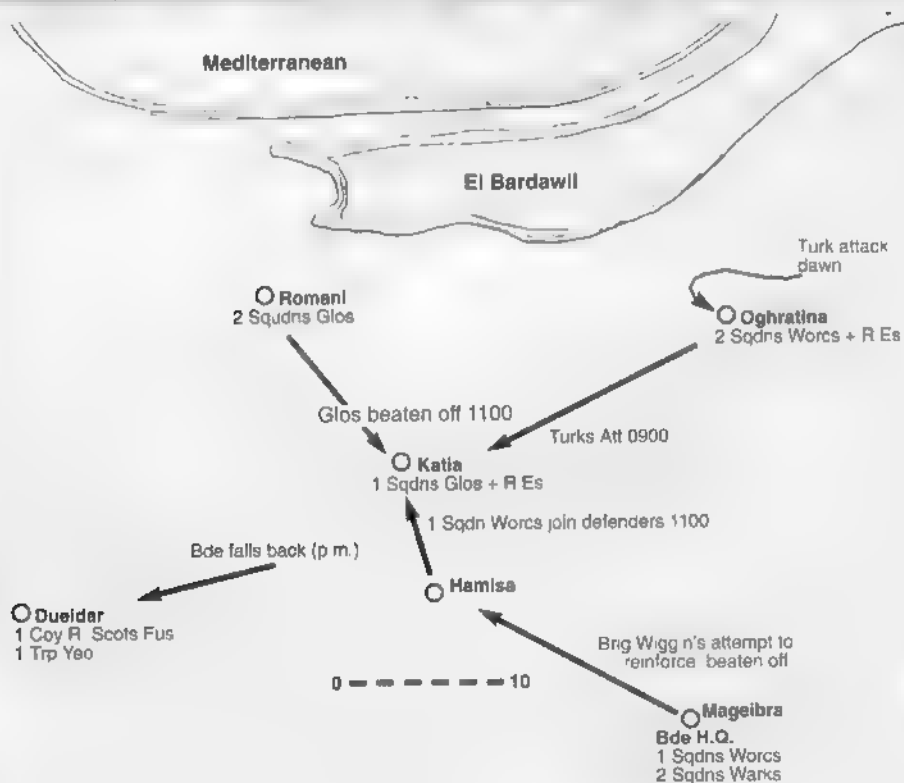 Mediterranean
El Bardawil
Turk attack
dawn
Romani
2 Squdns Glos
Oghratina
2 Sqdns Worcs + R Es
Glos beaten off 1100
Turks Att 0900
Katia
1 Sqdns Glos + R Es
1 Sqdn Worcs join defenders 1100
Bde falls back (p m.)
Hamisa
Dueidar
1 Coy R Scots Fus
1 Trp Yeo
Brig Wiggin's attempt to
reinforce beaten off
0 10
Mageibra
Bde H.Q.
1 Sqdns Worcs
2 Sqdns Warks